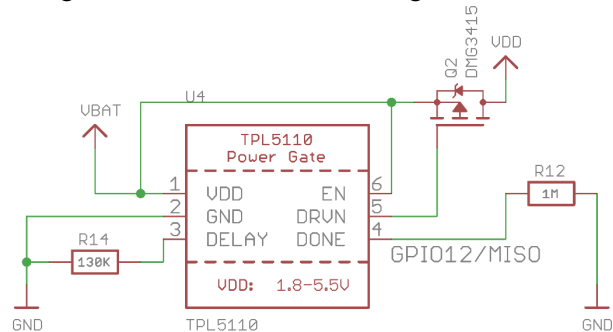 Q2
DMG3415
VDD
VBAT
U4
TPL5110
Power Gate
1
VDD
EN
6
2
GND
DRVN
5
3
DELAY
DONE
4
R14
130K
GPIO12/MISO
R12
1M
VDD: 1.8-5.5V
GND
TPL5110
GND